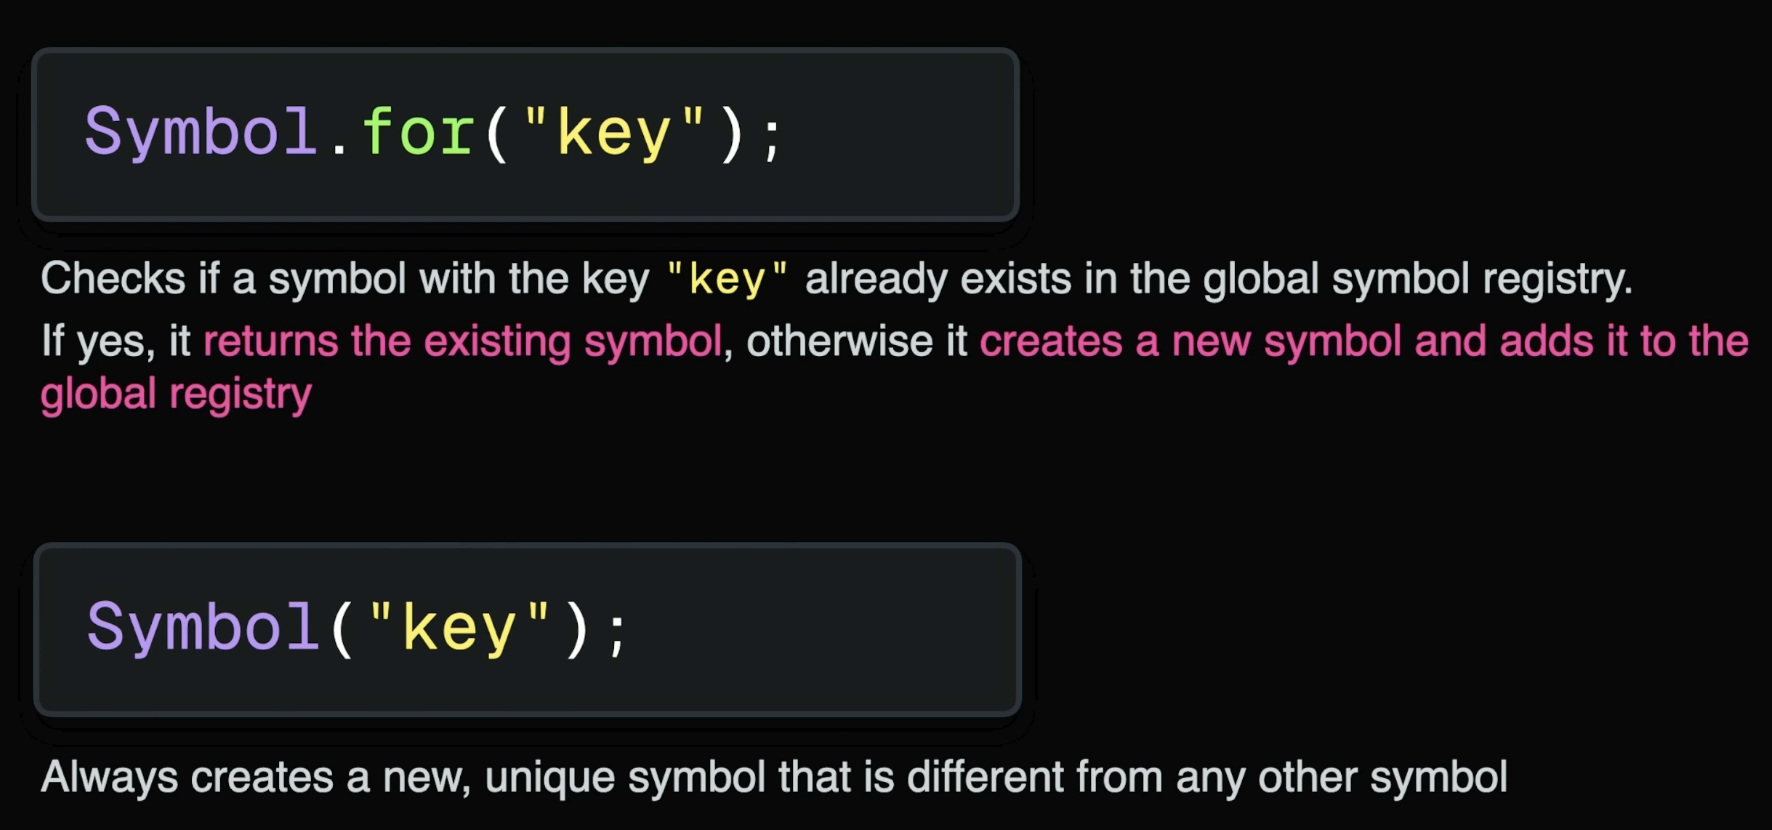 Symbol.for("key");
Checks if a symbol with the key "key" already exists in the global symbol registry.
If yes, it returns the existing symbol, otherwise it creates a new symbol and adds it to the
global registry
Symbol("key");
Always creates a new, unique symbol that is different from any other symbol